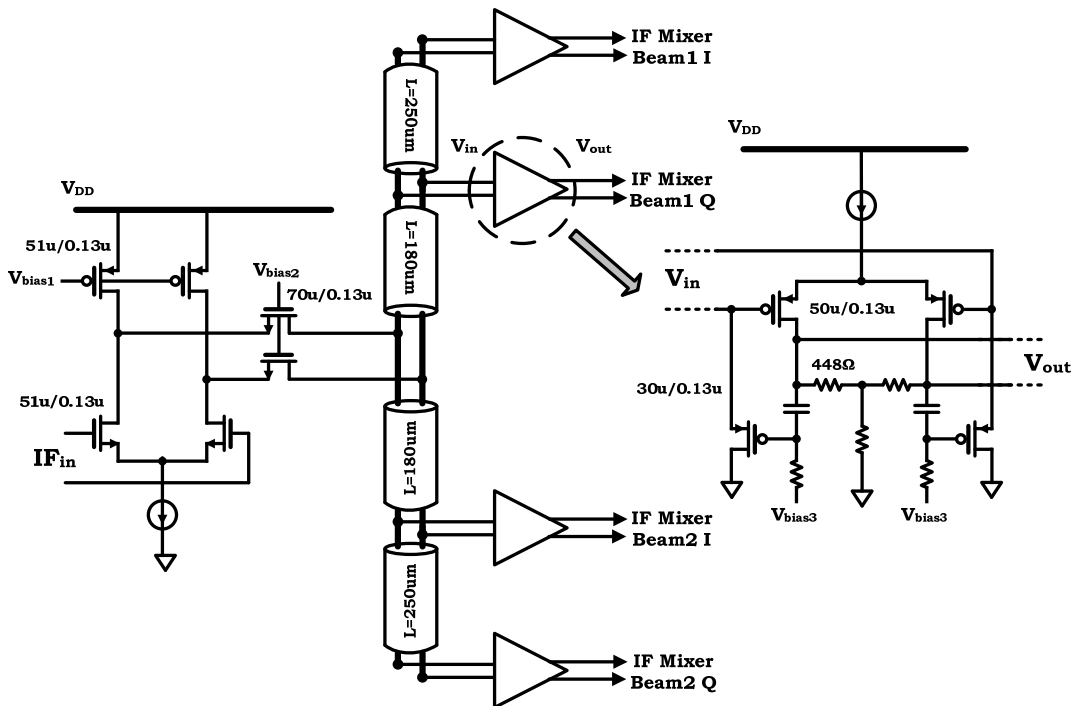 IF Mixer
Beam1 I
L=250um
Vin
Vout
IF Mixer
Beam1 Q
VDD
VDD
51u/0.13u
Vbias1
Vbias2
70u/0.13u
L=180um
Vin
50u/0.13u
Vout
448Ω
30u/0.13u
51u/0.13u
IFin
L=180um
Vbias3
Vbias3
IF Mixer
Beam2 I
L=250um
IF Mixer
Beam2 Q